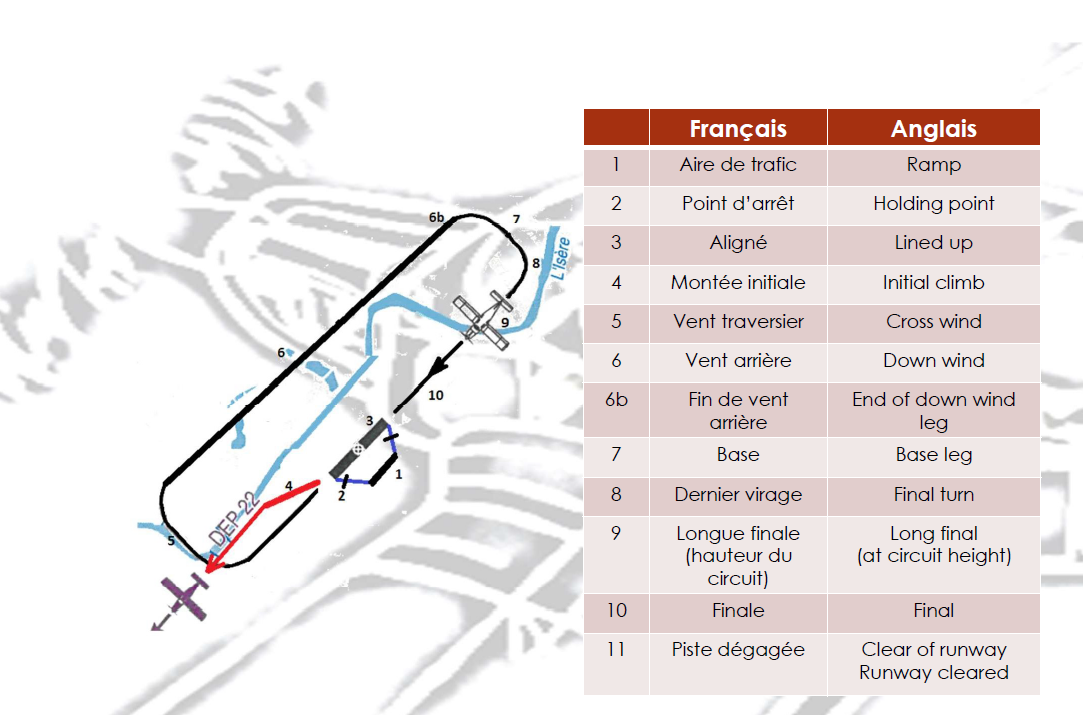 6b
7
8
L'Isère
9
6
10
3
1
4
2
DEP 22
5
Français Anglais
1 Aire de trafic Ramp
2 Point d’arrêt Holding point
3 Aligné Lined up
4 Montée initiale Initial climb
5 Vent traversier Cross wind
6 Vent arrière Down wind
6b Fin de vent End of down wind
arrière leg
7 Base Base leg
8 Dernier virage Final turn
9 Longue finale Long final
(hauteur du (at circuit height)
circuit)
10 Finale Final
11 Piste dégagée Clear of runway
Runway cleared